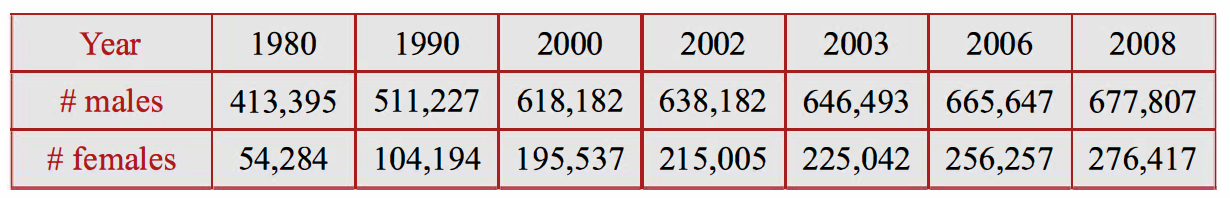 Year 1980 1990 2000 2002 2003 2006 2008
# males 413,395 511,227 618,182 638,182 646,493 665,647 677,807
# females 54,284 104,194 195,537 215,005 225,042 256,257 276,417